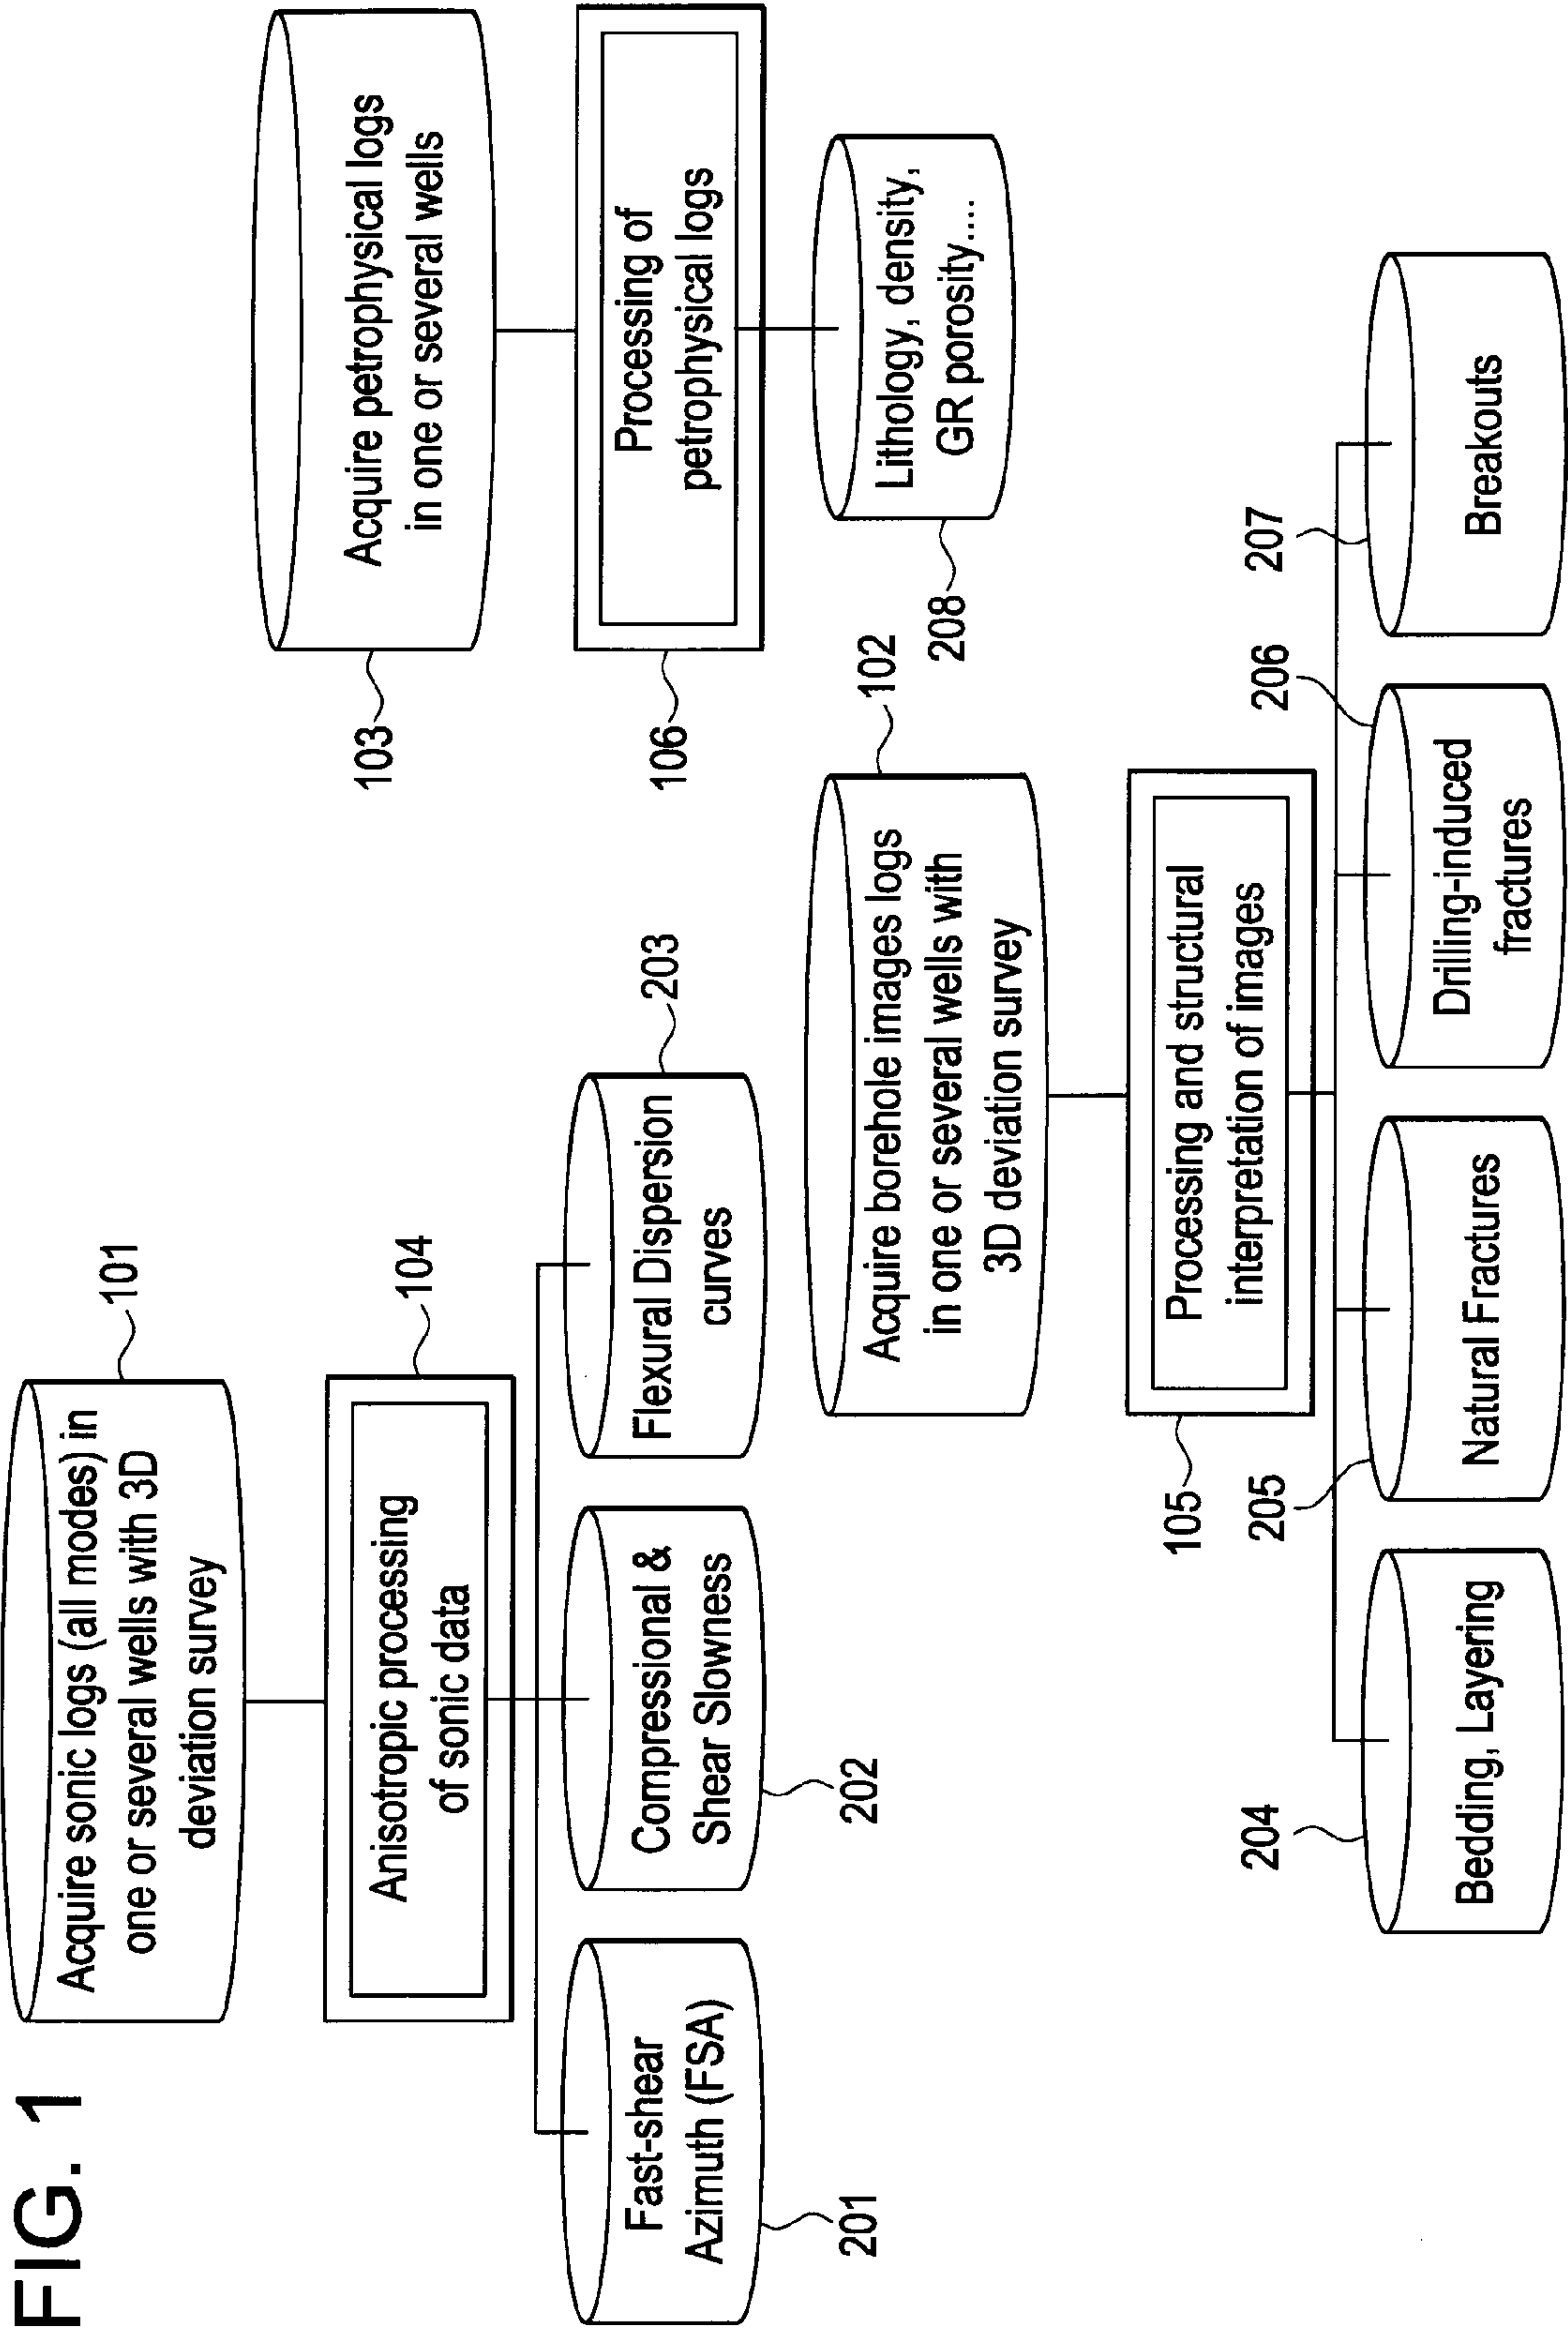 FIG. 1
Acquire sonic logs (all modes) in
one or several wells with 3D
deviation survey
101
Anisotropic processing
of sonic data
104
Fast-shear
Azimuth (FSA)
201
Compressional &
Shear Slowness
202
Flexural Dispersion
curves
203
Acquire petrophysical logs
in one or several wells
103
Processing of
petrophysical logs
106
Lithology, density,
GR porosity....
208
Acquire borehole images logs
in one or several wells with
3D deviation survey
102
Processing and structural
interpretation of images
105
Bedding, Layering
204
Natural Fractures
205
Drilling-induced
fractures
206
Breakouts
207